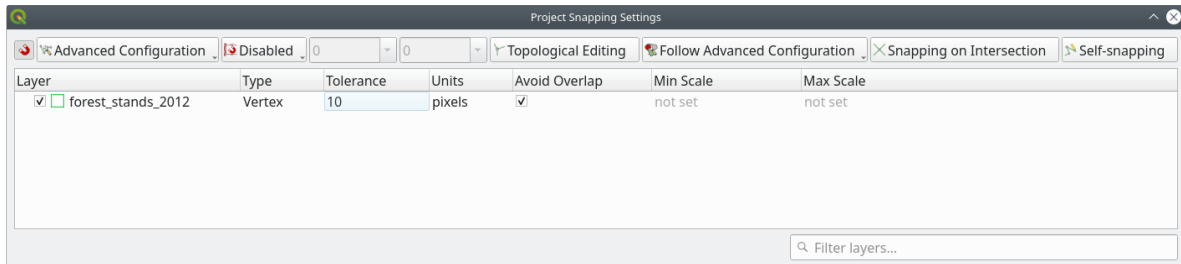 Project Snapping Settings
Advanced Configuration Disabled 0 0 Topological Editing Follow Advanced Configuration Snapping on Intersection Self-snapping
Layer Type Tolerance Units Avoid Overlap Min Scale Max Scale
forest_stands_2012 Vertex 10 pixels not set not set
Filter layers...